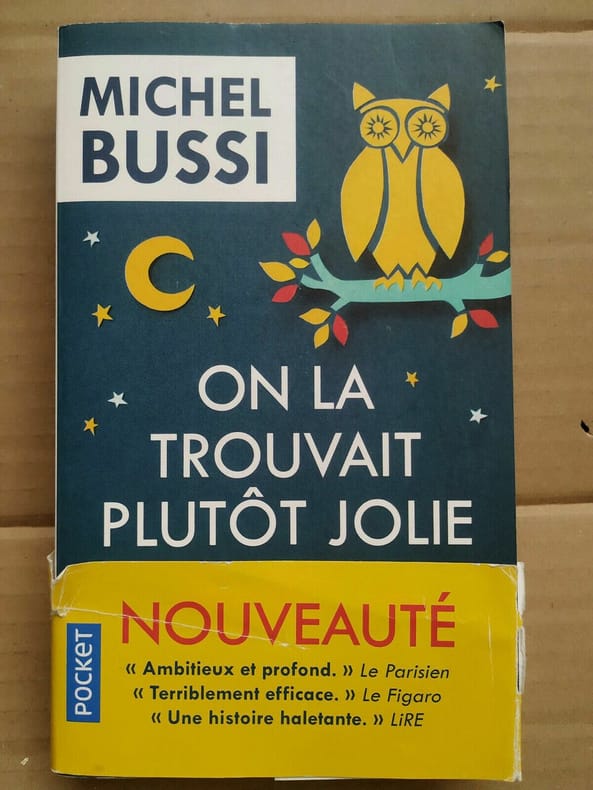 MICHEL
BUSSI
ON LA
TROUVAIT
PLUTÔT JOLIE
NOUVEAUTÉ
« Ambitieux et profond. » Le Parisien
« Terriblement efficace. » Le Figaro
« Une histoire haletante. » LiRE
POCKET